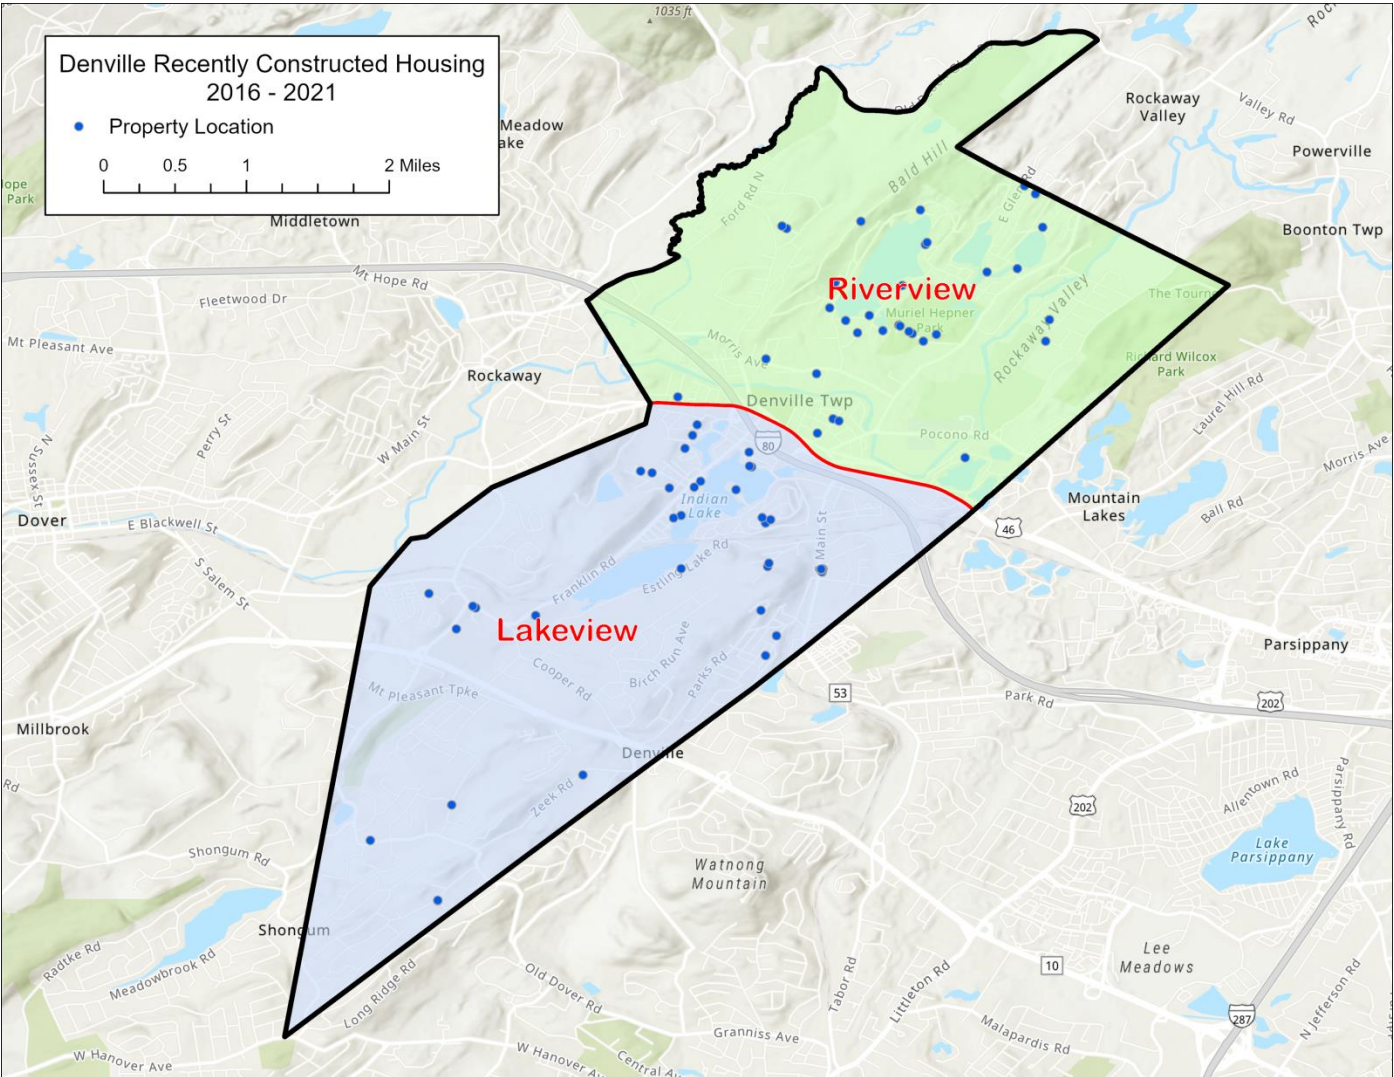 1035 ft
Denville Recently Constructed Housing
2016 - 2021
Property Location
0 0.5 1 2 Miles
Meadow
ake
Rockaway
Valley
Valley Rd
Powerville
Boonton Twp
ope
Park
Middletown
Bald Hill
Ford Rd N
E Glen Rd
Mt Hope Rd
Fleetwood Dr
Riverview
The Tourne
Muriel Hepner
Park
Rockaway Valley
Mt Pleasant Ave
Morris Ave
Richard Wilcox
Park
Rockaway
Denville Twp
Laurel Hill Rd
Perry St
W Main St
N Sussex St
80
Pocono Rd
Morris Ave
Indian
Lake
Mountain
Lakes
Ball Rd
Dover
E Blackwell St
Main St
46
S Salem St
Franklin Rd
Estling Lake Rd
Lakeview
Parsippany
Birch Run Ave
Cooper Rd
Parks Rd
Mt Pleasant Tpke
53
Park Rd
202
Millbrook
Denville
Rd
Zeek Rd
202
Allentown Rd
Parsippany Rd
Shongum Rd
Watnong
Mountain
Lake
Parsippany
Shongum
Radtke Rd
Meadowbrook Rd
Long Ridge Rd
Old Dover Rd
Tabor Rd
Littleton Rd
10
Lee
Meadows
N Jefferson Rd
287
Granniss Ave
Malapardis Rd
W Hanover Ave
W Hanover Av
Central Av